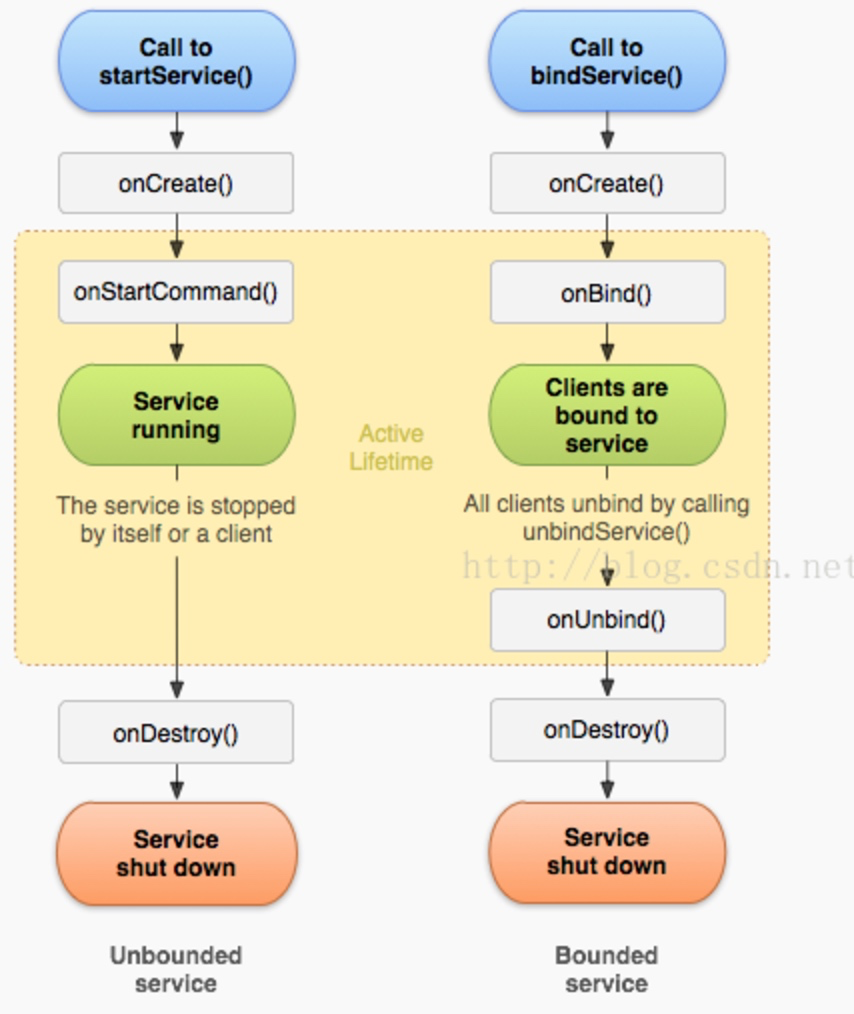 Call to
startService()
onCreate()
onStartCommand()
Service
running
The service is stopped
by itself or a client
onDestroy()
Service
shut down
Unbounded
service
Active
Lifetime
Call to
bindService()
onCreate()
onBind()
Clients are
bound to
service
All clients unbind by calling
unbindService()
http://blog.csdn.net
onUnbind()
onDestroy()
Service
shut down
Bounded
service